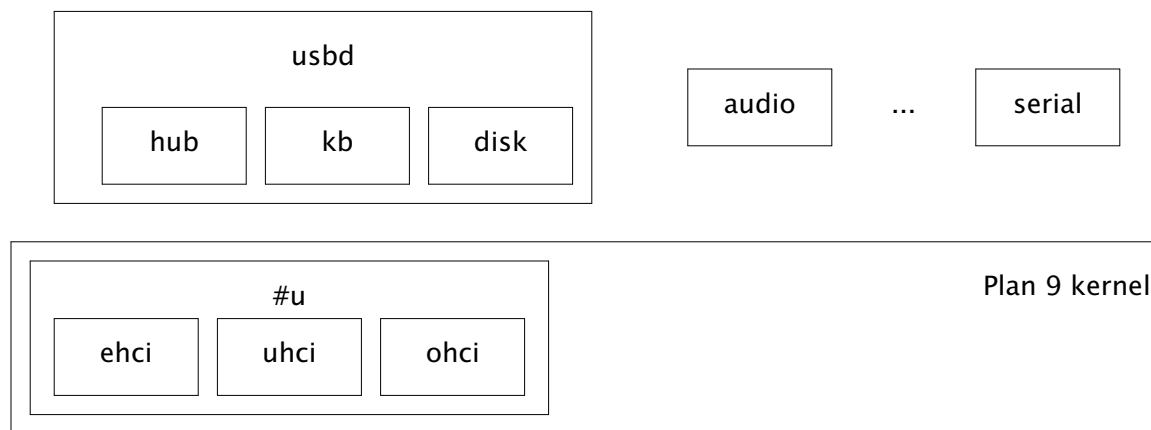 usbd
hub kb disk
audio ... serial
#u
Plan 9 kernel
ehci uhci ohci